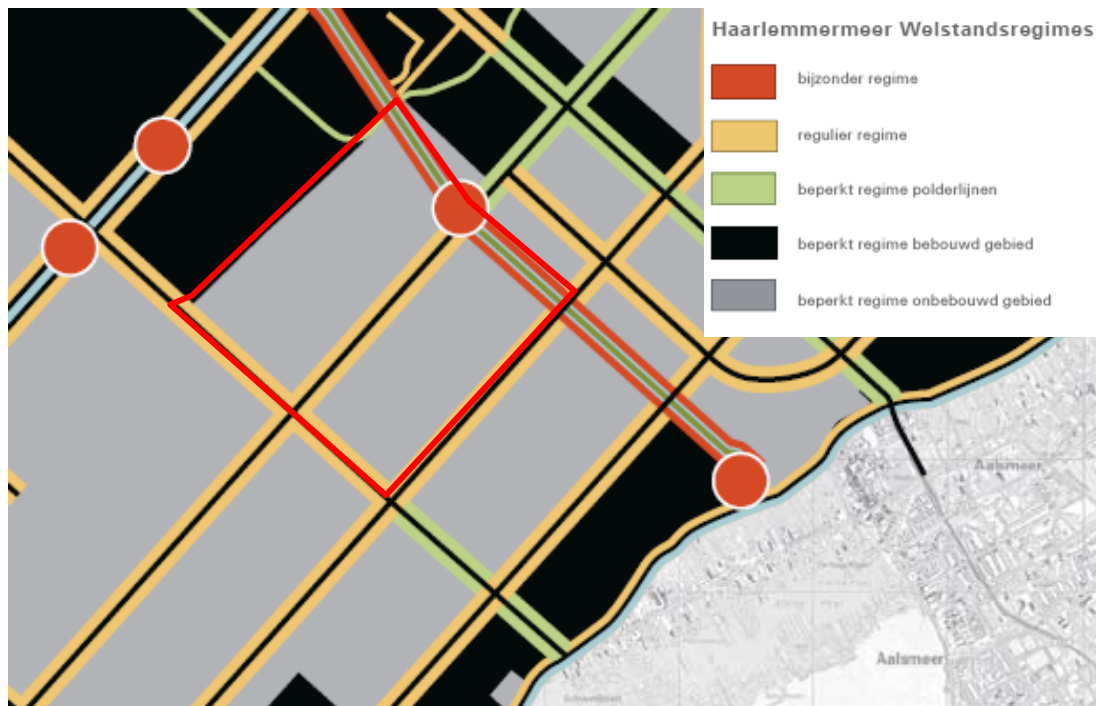 Haarlemmermeer Welstandsregimes
bijzonder regime
regulier regime
beperkt regime polderlijnen
beperkt regime bebouwd gebied
beperkt regime onbebouwd gebied
Aalsmeer
Aalsmeer